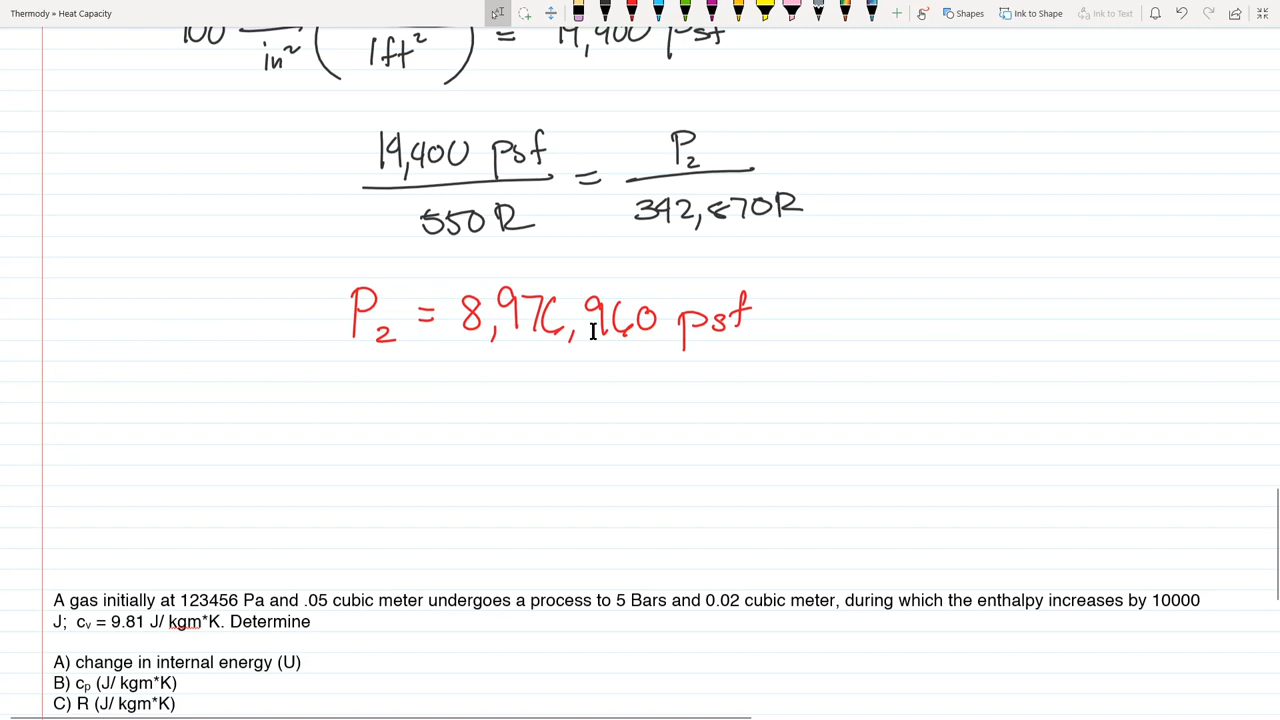 Thermody » Heat Capacity
Shapes Ink to Shape Ink to Text
100 / in² ( / 1ft² ) = 14,400 psf
14,400 psf / 550R = P₂ / 342,870R
P₂ = 8,976,960 psf
A gas initially at 123456 Pa and .05 cubic meter undergoes a process to 5 Bars and 0.02 cubic meter, during which the enthalpy increases by 10000
J; cᵥ = 9.81 J/ kgm*K. Determine
A) change in internal energy (U)
B) cₚ (J/ kgm*K)
C) R (J/ kgm*K)